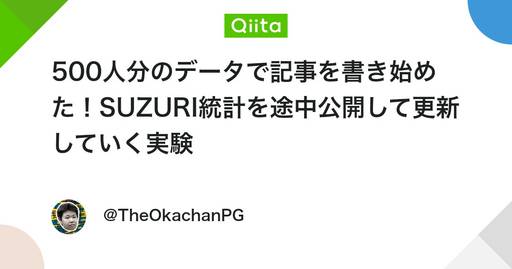 Qiita
500人分のデータで記事を書き始め
た！SUZURI統計を途中公開して更新
していく実験
@TheOkachanPG